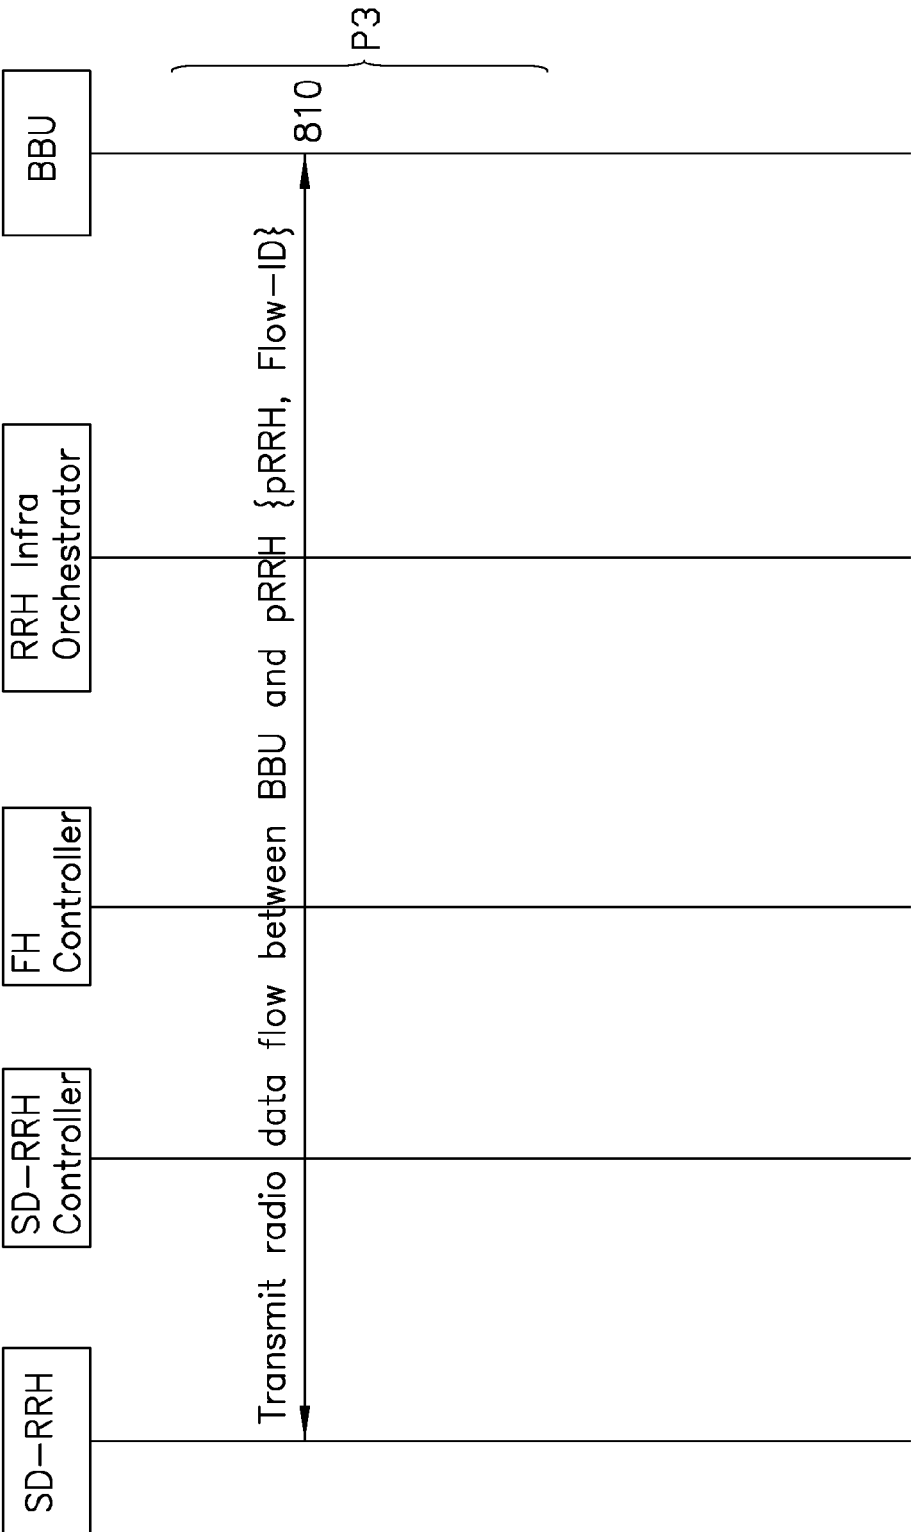 SD-RRH
SD-RRH
Controller
FH
Controller
RRH Infra
Orchestrator
BBU
Transmit radio data flow between BBU and pRRH {pRRH, Flow-ID}
810
P3